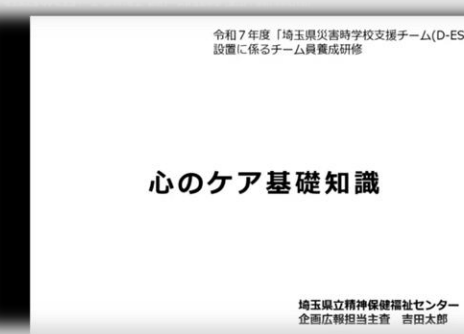 令和７年度「埼玉県災害時学校支援チーム(D-ES
設置に係るチーム員養成研修
心のケア基礎知識
埼玉県立精神保健福祉センター
企画広報担当主査　吉田太郎